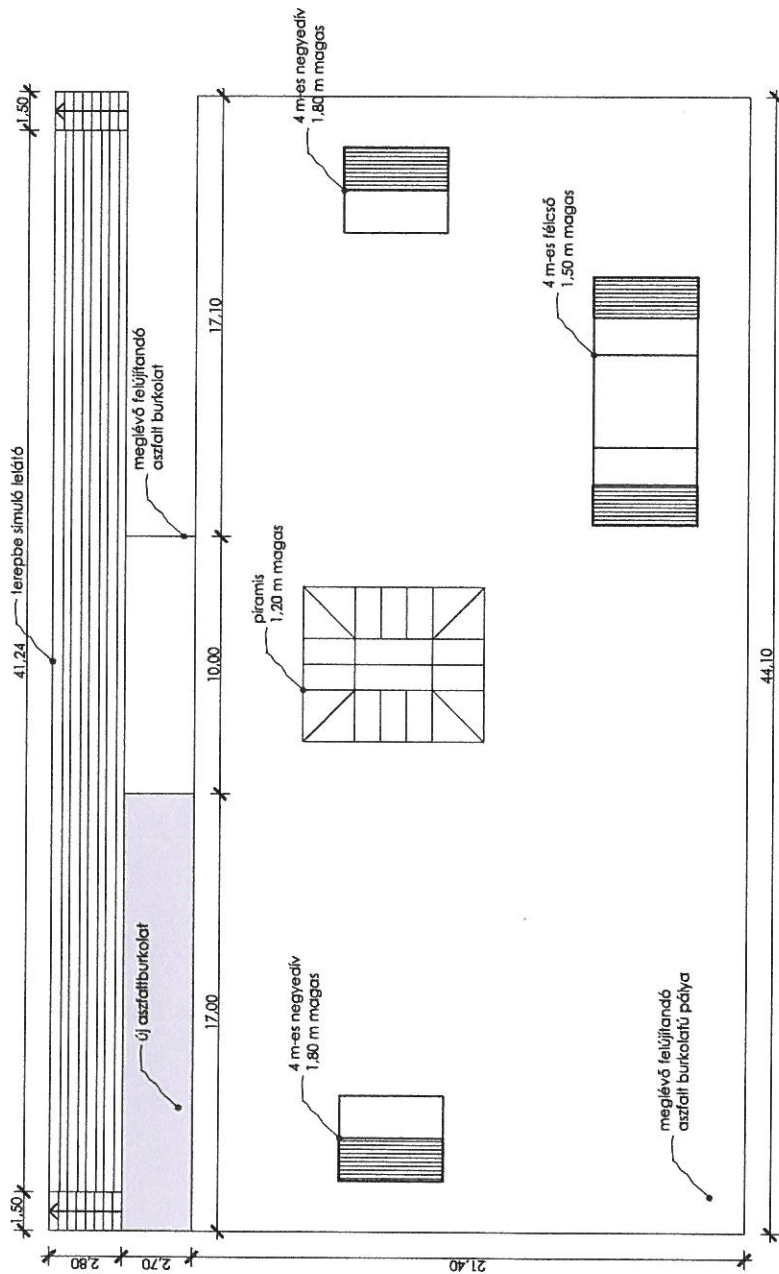 1,50
41,24
1,50
terepbe simuló lelátó
2,80
2,70
21,40
új aszfaltburkolat
meglévő felújítandó
aszfalt burkolat
17,00
10,00
17,10
4 m-es negyedív
1,80 m magas
piramis
1,20 m magas
4 m-es negyedív
1,80 m magas
4 m-es félcső
1,50 m magas
meglévő felújítandó
aszfalt burkolatú pálya
44,10